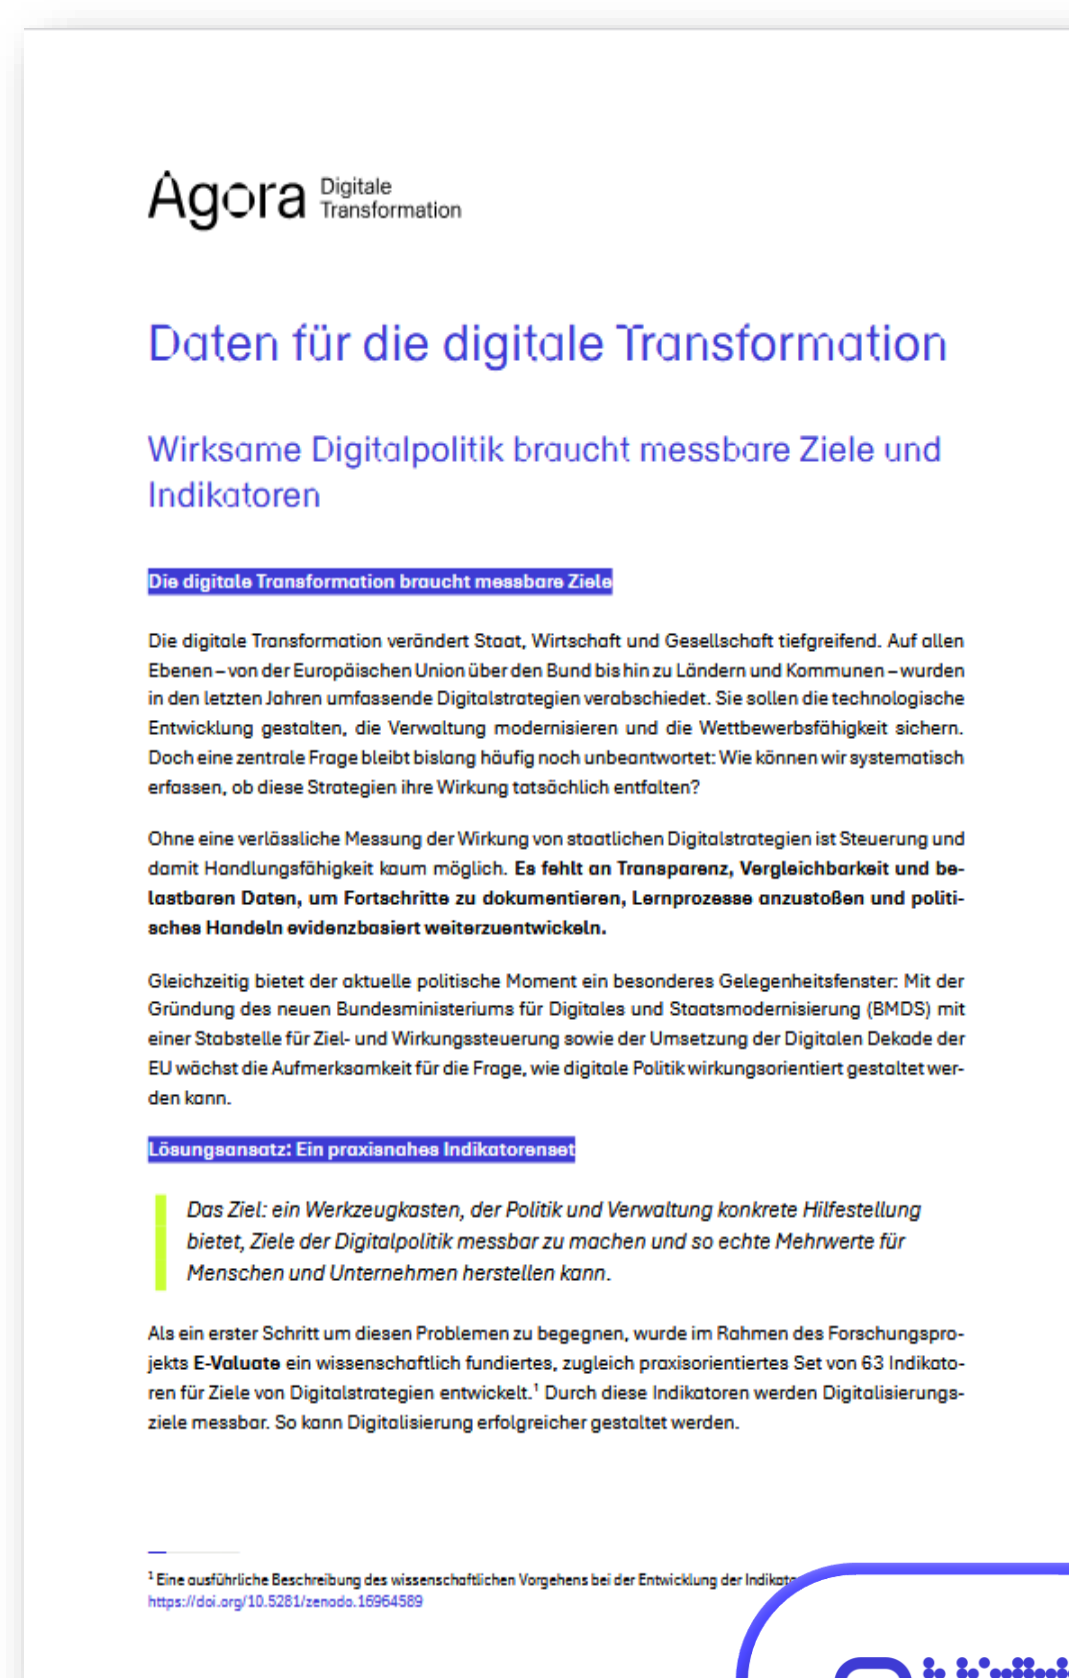 Agora Digitale
Transformation
Daten für die digitale Transformation
Wirksame Digitalpolitik braucht messbare Ziele und
Indikatoren
Die digitale Transformation braucht messbare Ziele
Die digitale Transformation verändert Staat, Wirtschaft und Gesellschaft tiefgreifend. Auf allen
Ebenen – von der Europäischen Union über den Bund bis hin zu Ländern und Kommunen – wurden
in den letzten Jahren umfassende Digitalstrategien verabschiedet. Sie sollen die technologische
Entwicklung gestalten, die Verwaltung modernisieren und die Wettbewerbsfähigkeit sichern.
Doch eine zentrale Frage bleibt bislang häufig noch unbeantwortet: Wie können wir systematisch
erfassen, ob diese Strategien ihre Wirkung tatsächlich entfalten?
Ohne eine verlässliche Messung der Wirkung von staatlichen Digitalstrategien ist Steuerung und
damit Handlungsfähigkeit kaum möglich. Es fehlt an Transparenz, Vergleichbarkeit und be-
lastbaren Daten, um Fortschritte zu dokumentieren, Lernprozesse anzustoßen und politi-
sches Handeln evidenzbasiert weiterzuentwickeln.
Gleichzeitig bietet der aktuelle politische Moment ein besonderes Gelegenheitsfenster: Mit der
Gründung des neuen Bundesministeriums für Digitales und Staatsmodernisierung (BMDS) mit
einer Stabstelle für Ziel- und Wirkungssteuerung sowie der Umsetzung der Digitalen Dekade der
EU wächst die Aufmerksamkeit für die Frage, wie digitale Politik wirkungsorientiert gestaltet wer-
den kann.
Lösungsansatz: Ein praxisnahes Indikatorenset
Das Ziel: ein Werkzeugkasten, der Politik und Verwaltung konkrete Hilfestellung
bietet, Ziele der Digitalpolitik messbar zu machen und so echte Mehrwerte für
Menschen und Unternehmen herstellen kann.
Als ein erster Schritt um diesen Problemen zu begegnen, wurde im Rahmen des Forschungspro-
jekts E-Valuate ein wissenschaftlich fundiertes, zugleich praxisorientiertes Set von 63 Indikato-
ren für Ziele von Digitalstrategien entwickelt.¹ Durch diese Indikatoren werden Digitalisierungs-
ziele messbar. So kann Digitalisierung erfolgreicher gestaltet werden.
¹ Eine ausführliche Beschreibung des wissenschaftlichen Vorgehens bei der Entwicklung der
https://doi.org/10.5281/zenodo.16964589